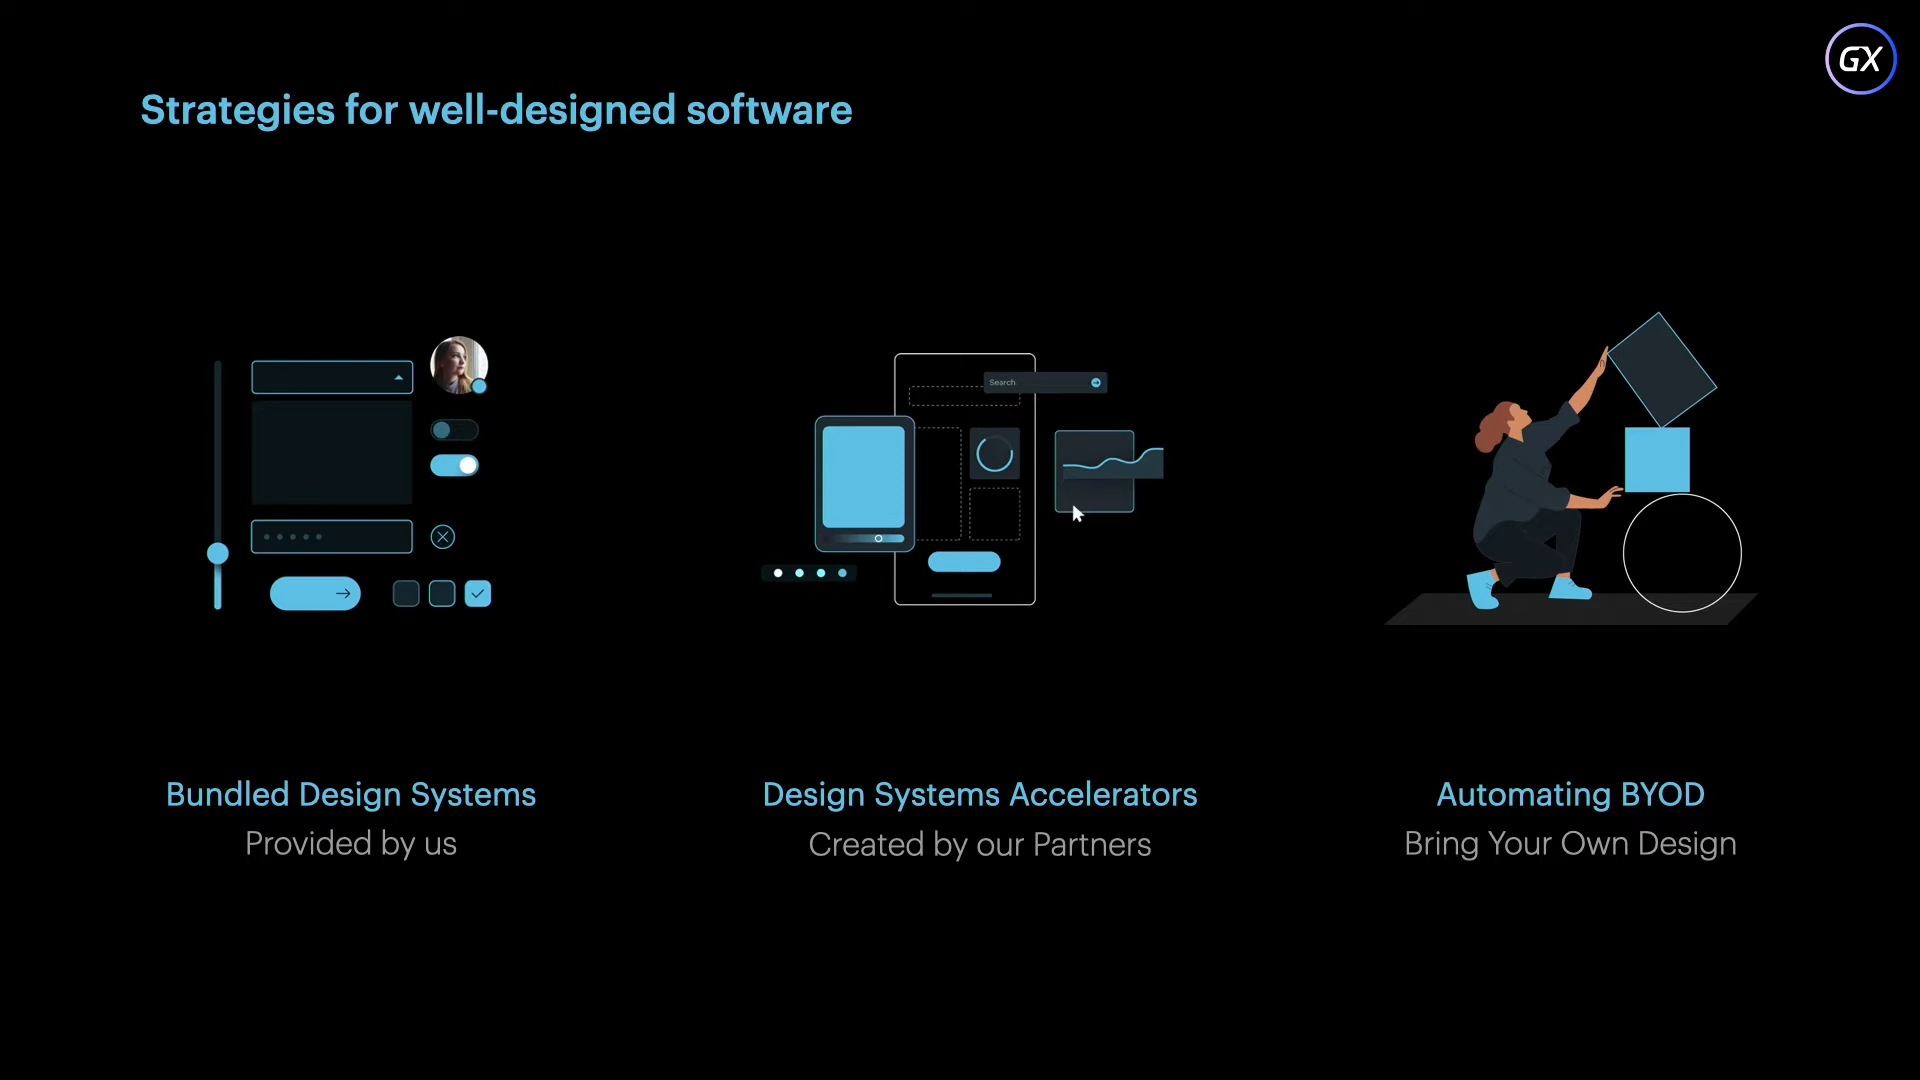 GX
Strategies for well-designed software
Search
Bundled Design Systems
Provided by us
Design Systems Accelerators
Created by our Partners
Automating BYOD
Bring Your Own Design